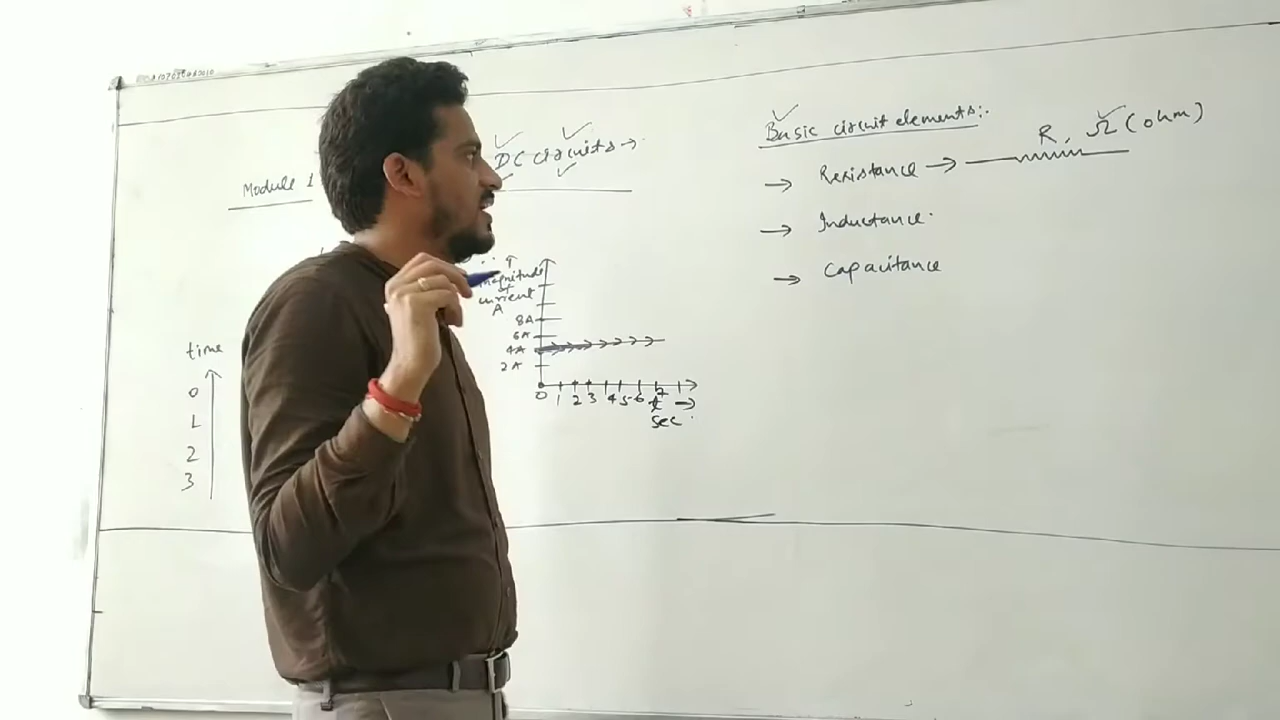 Module 1
DC circuits →
magnitude
of
current
A
8A
6A
4A
2A
0 1 2 3 4 5 6 7
t →
sec.
time
0
1
2
3
Basic circuit elements:.
→ Resistance → R, Ω (ohm)
→ Inductance.
→ Capacitance